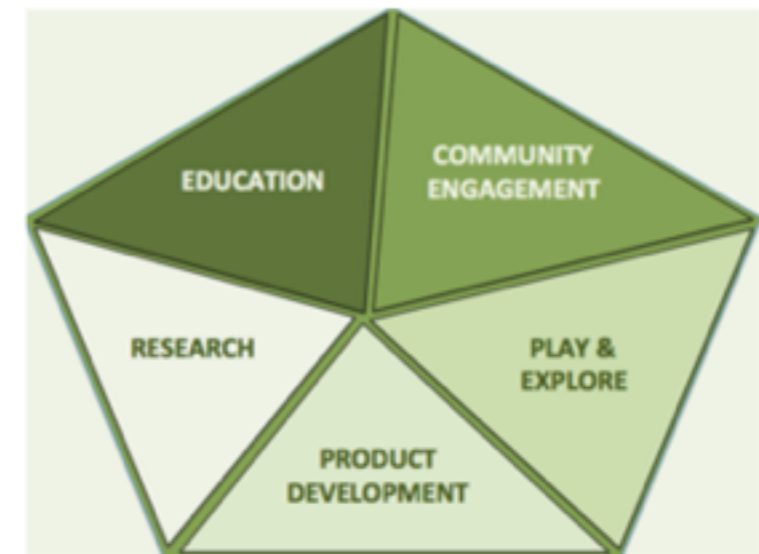 EDUCATION
COMMUNITY
ENGAGEMENT
RESEARCH
PLAY &
EXPLORE
PRODUCT
DEVELOPMENT